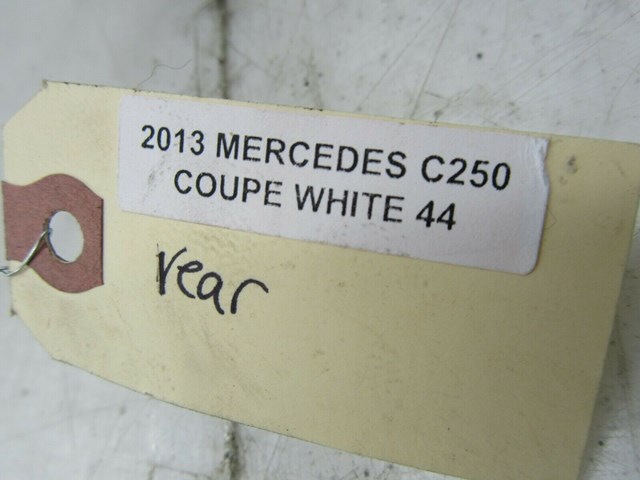 2013 MERCEDES C250
COUPE WHITE 44
rear